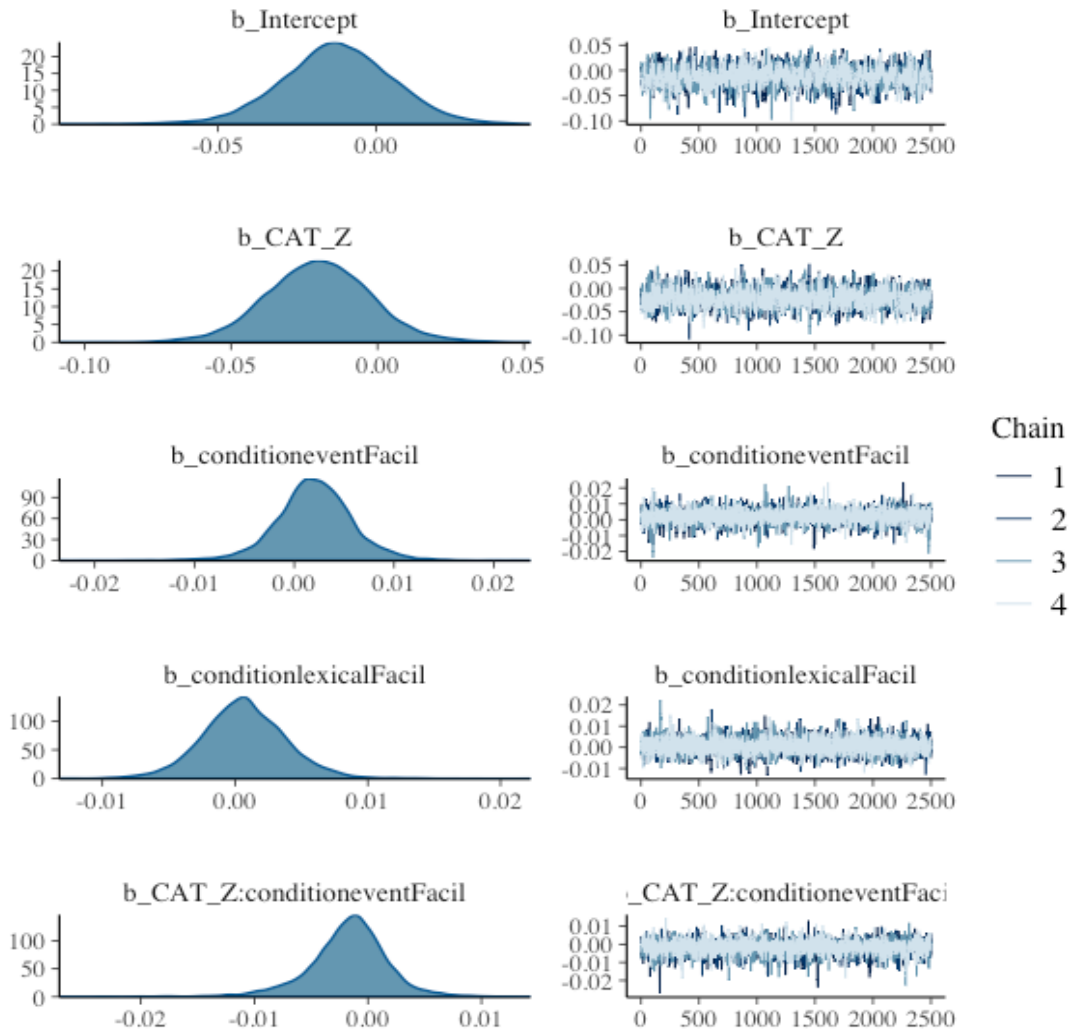 b_Intercept
20
15
10
5
0
-0.05 0.00
b_Intercept
0.05
0.00
-0.05
-0.10
0 500 1000 1500 2000 2500
b_CAT_Z
20
15
10
5
0
-0.10 -0.05 0.00 0.05
b_CAT_Z
0.05
0.00
-0.05
-0.10
0 500 1000 1500 2000 2500
b_conditioneventFacil
90
60
30
0
-0.02 -0.01 0.00 0.01 0.02
b_conditioneventFacil
0.02
0.01
0.00
-0.01
-0.02
0 500 1000 1500 2000 2500
b_conditionlexicalFacil
100
50
0
-0.01 0.00 0.01 0.02
b_conditionlexicalFacil
0.02
0.01
0.00
-0.01
0 500 1000 1500 2000 2500
b_CAT_Z:conditioneventFacil
100
50
0
-0.02 -0.01 0.00 0.01
_CAT_Z:conditioneventFaci
0.01
0.00
-0.01
-0.02
0 500 1000 1500 2000 2500
Chain
1
2
3
4